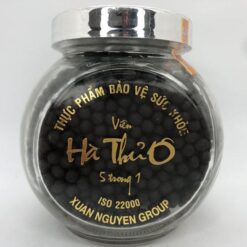 THỰC PHẨM BẢO VỆ SỨC KHỎE
Viên
Hà Thủ Ô
5 trong 1
ISO 22000
XUAN NGUYEN GROUP